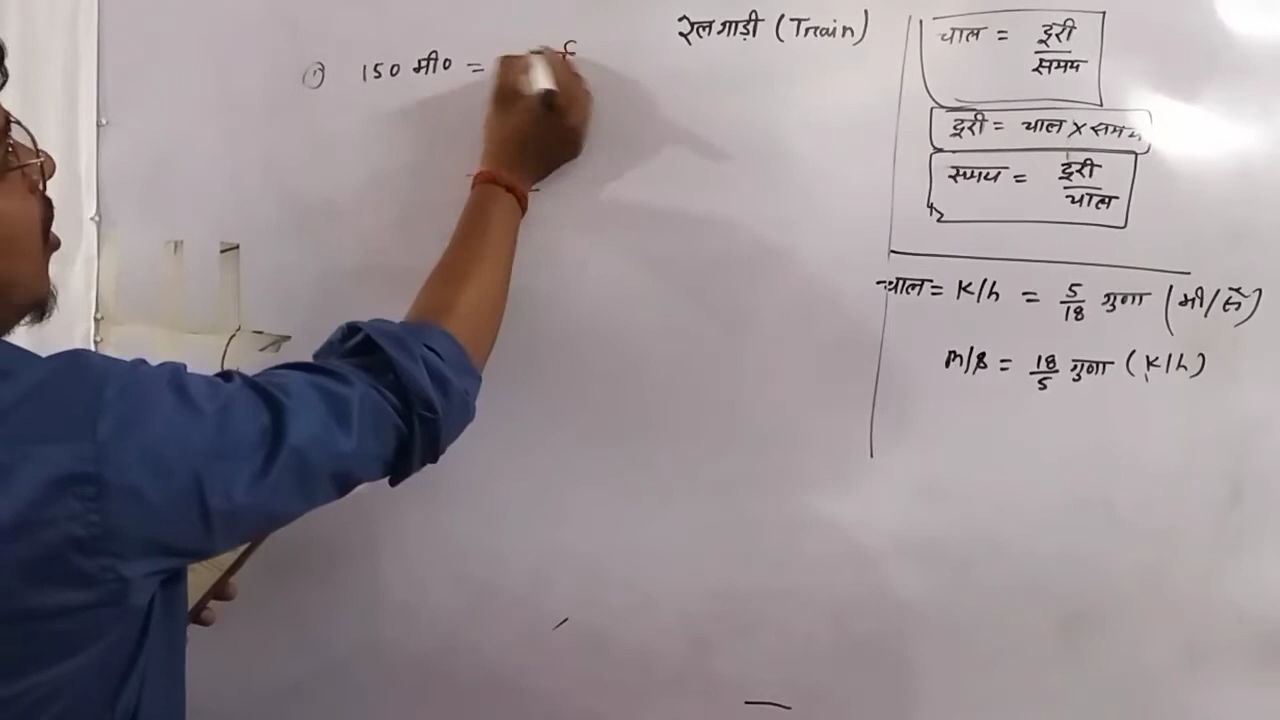 रेलगाड़ी (Train)
① 150 मी० =
चाल = दूरी / समय
दूरी = चाल × समय
समय = दूरी / चाल
चाल = K/h = 5/18 गुणा (मी/से)
m/s = 18/5 गुणा (K/h)